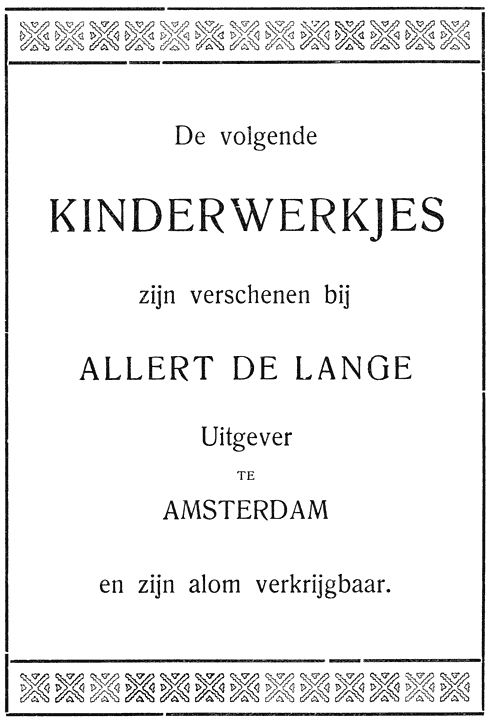 De volgende
KINDERWERKJES
zijn verschenen bij
ALLERT DE LANGE
Uitgever
TE
AMSTERDAM
en zijn alom verkrijgbaar.